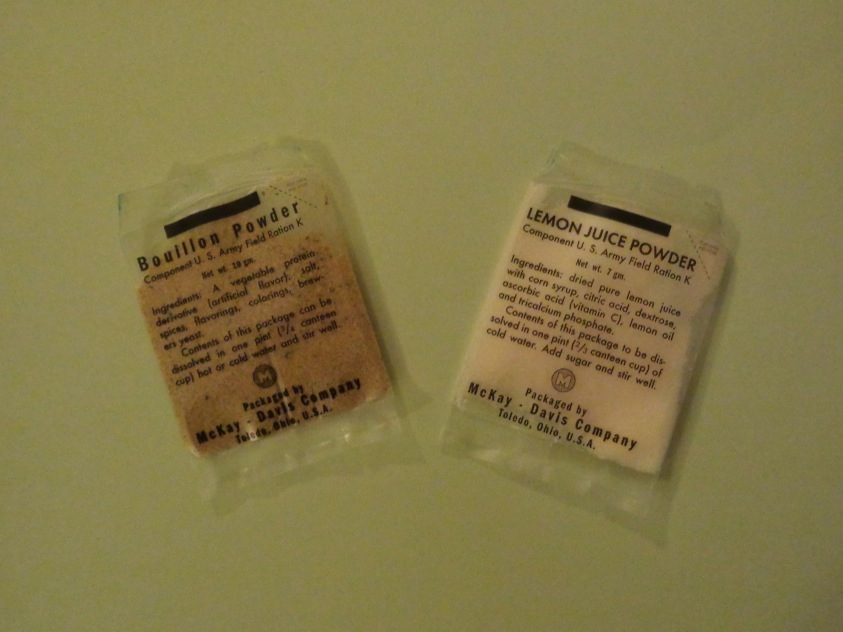 Bouillon Powder
Component U. S. Army Field Ration K
Net wt. gm.
Ingredients: A vegetable protein
derivative (artificial flavor), salt,
spices, flavorings, colorings, brew-
ers yeast.
Contents of this package can be
dissolved in one pint (2/3 canteen
cup) hot or cold water and stir well.
M
Packaged by
McKay - Davis Company
Toledo, Ohio, U.S.A.
LEMON JUICE POWDER
Component U. S. Army Field Ration K
Net wt. 7 gm.
Ingredients: dried pure lemon juice
with corn syrup, citric acid, dextrose,
ascorbic acid (vitamin C), lemon oil
and tricalcium phosphate.
Contents of this package to be dis-
solved in one pint (2/3 canteen cup) of
cold water. Add sugar and stir well.
M
Packaged by
McKay - Davis Company
Toledo, Ohio, U.S.A.